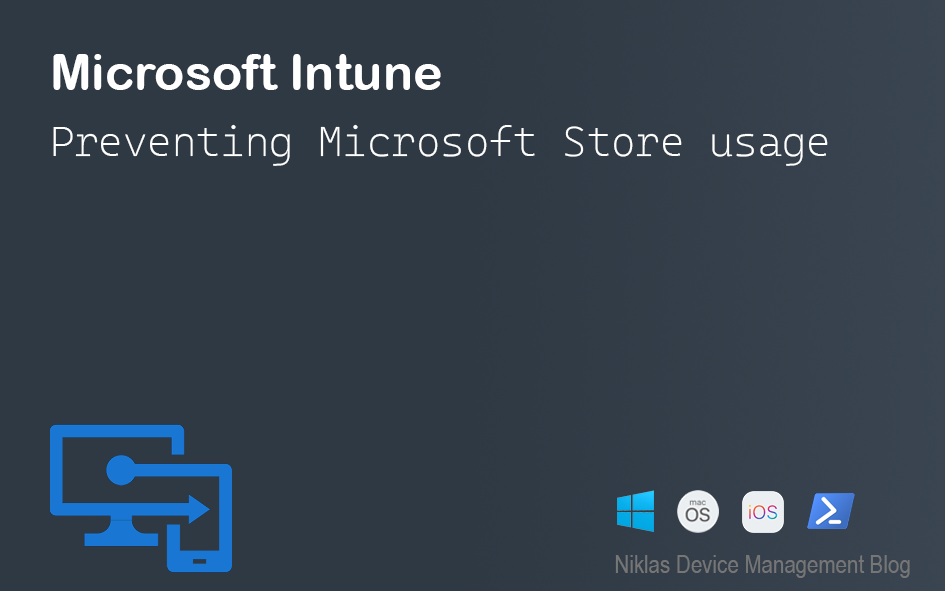 Microsoft Intune
Preventing Microsoft Store usage
mac
OS
iOS
Niklas Device Management Blog